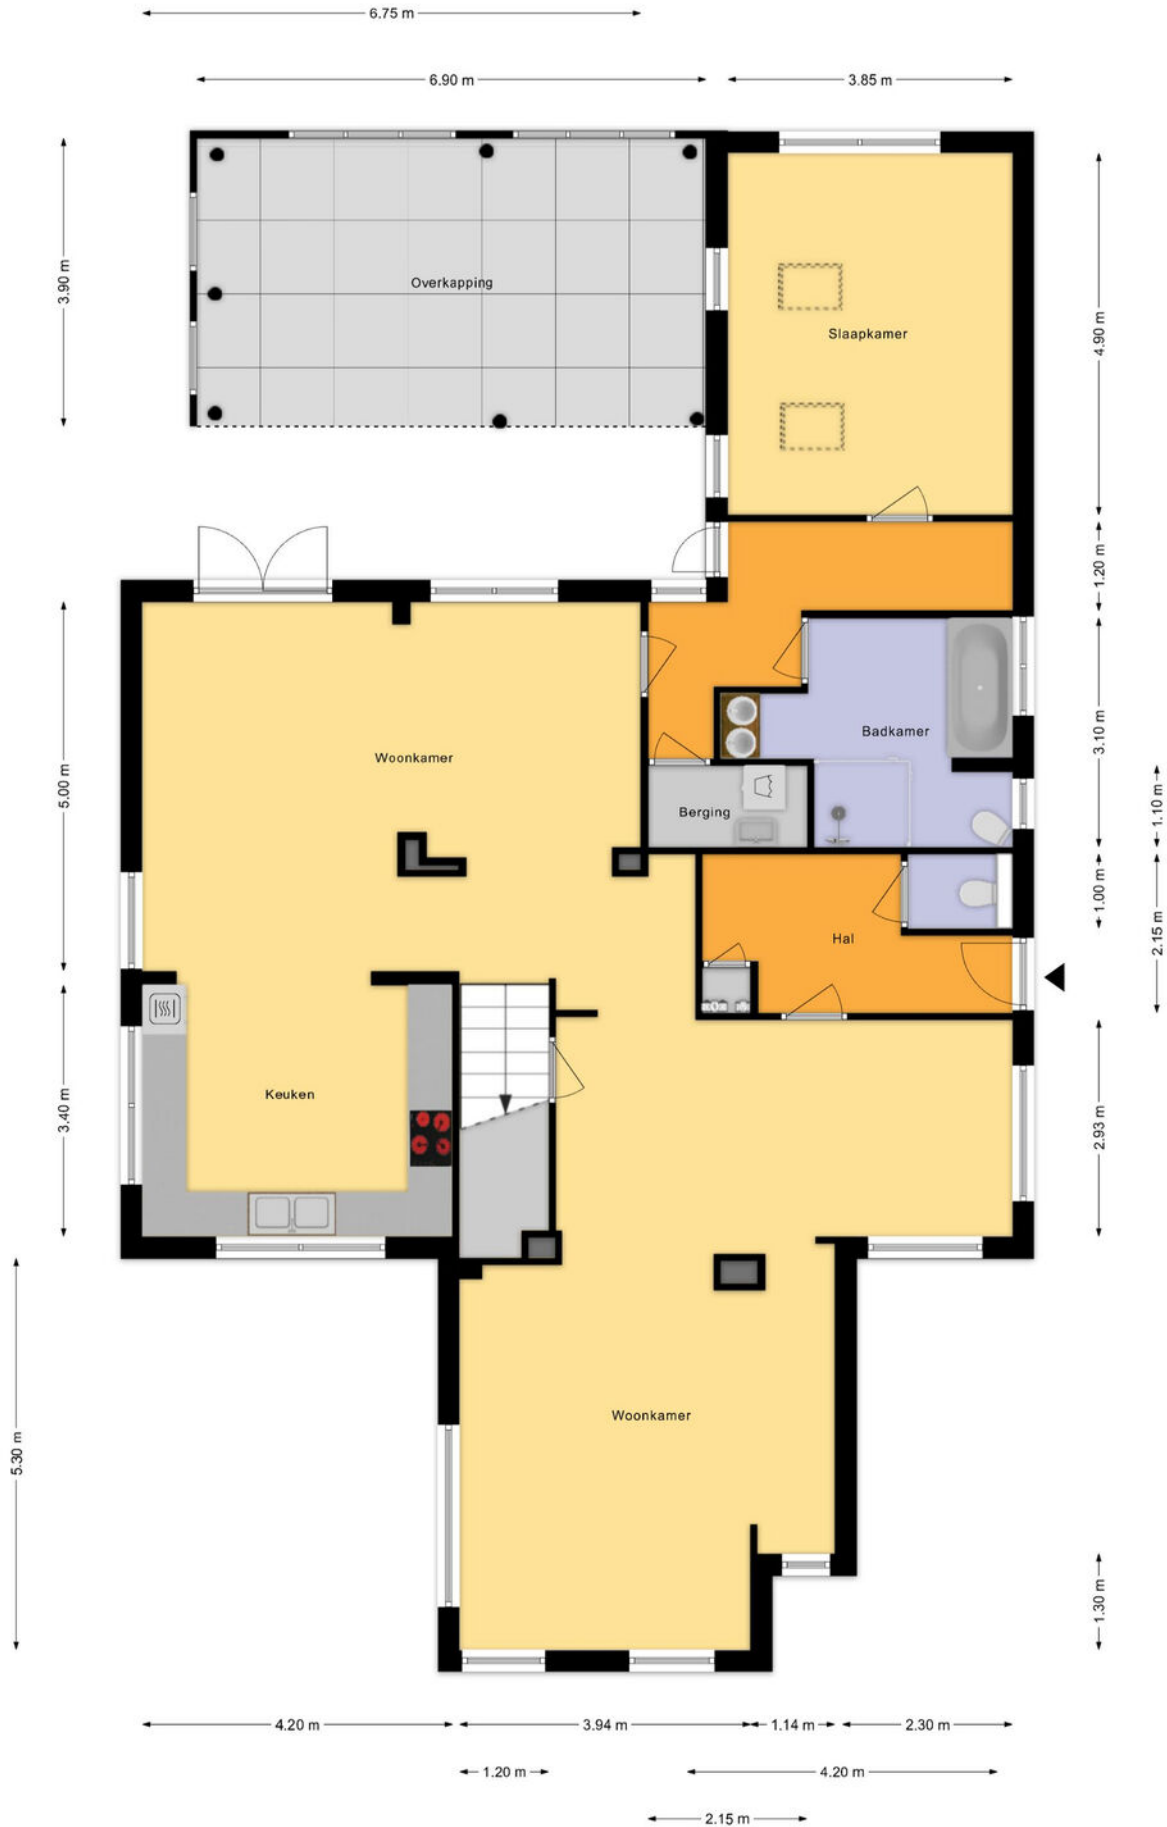 6.75 m
6.90 m
3.85 m
3.90 m
Overkapping
Slaapkamer
4.90 m
1.20 m
Woonkamer
Badkamer
3.10 m
5.00 m
Berging
1.10 m
1.00 m
2.15 m
Hal
Keuken
3.40 m
2.93 m
Woonkamer
5.30 m
1.30 m
4.20 m
3.94 m
1.14 m
2.30 m
1.20 m
4.20 m
2.15 m